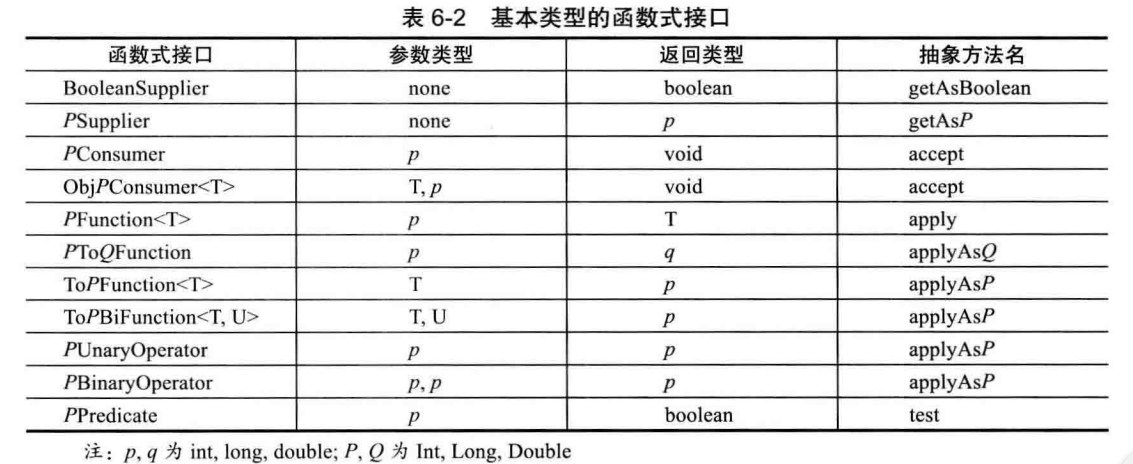 表 6-2 基本类型的函数式接口
函数式接口 参数类型 返回类型 抽象方法名
BooleanSupplier none boolean getAsBoolean
PSupplier none p getAsP
PConsumer p void accept
ObjPConsumer<T> T, p void accept
PFunction<T> p T apply
PToQFunction p q applyAsQ
ToPFunction<T> T p applyAsP
ToPBiFunction<T, U> T, U p applyAsP
PUnaryOperator p p applyAsP
PBinaryOperator p, p p applyAsP
PPredicate p boolean test
注：p, q 为 int, long, double; P, Q 为 Int, Long, Double